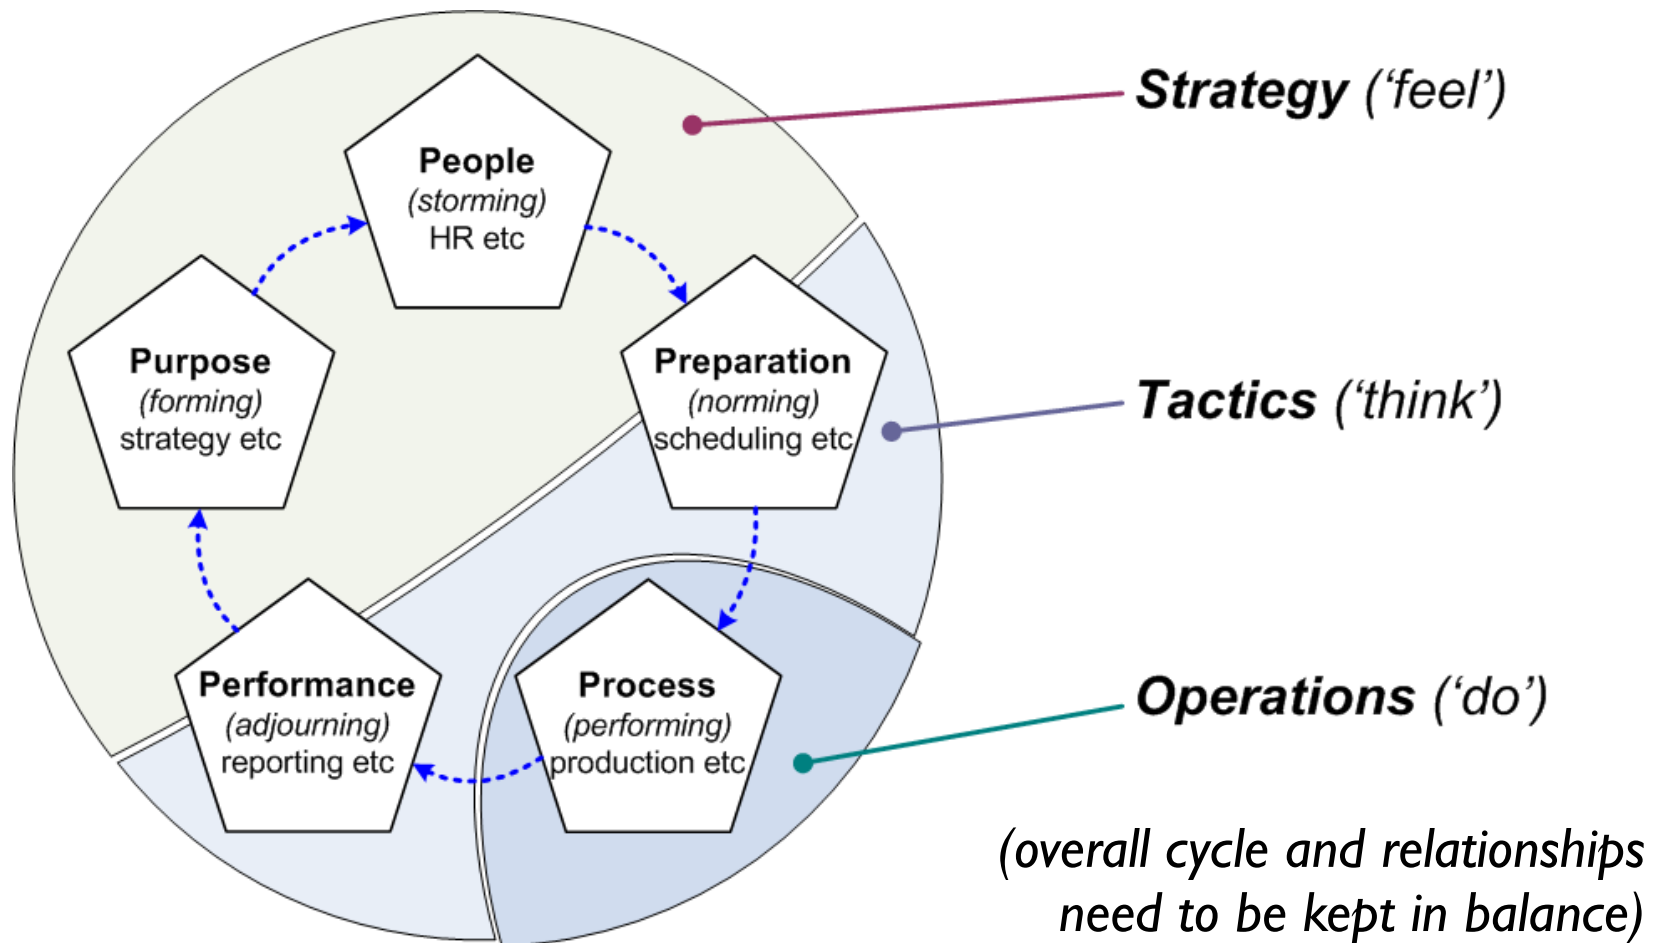 People
(storming)
HR etc
Purpose
(forming)
strategy etc
Preparation
(norming)
scheduling etc
Performance
(adjourning)
reporting etc
Process
(performing)
production etc
Strategy (‘feel’)
Tactics (‘think’)
Operations (‘do’)
(overall cycle and relationships
need to be kept in balance)